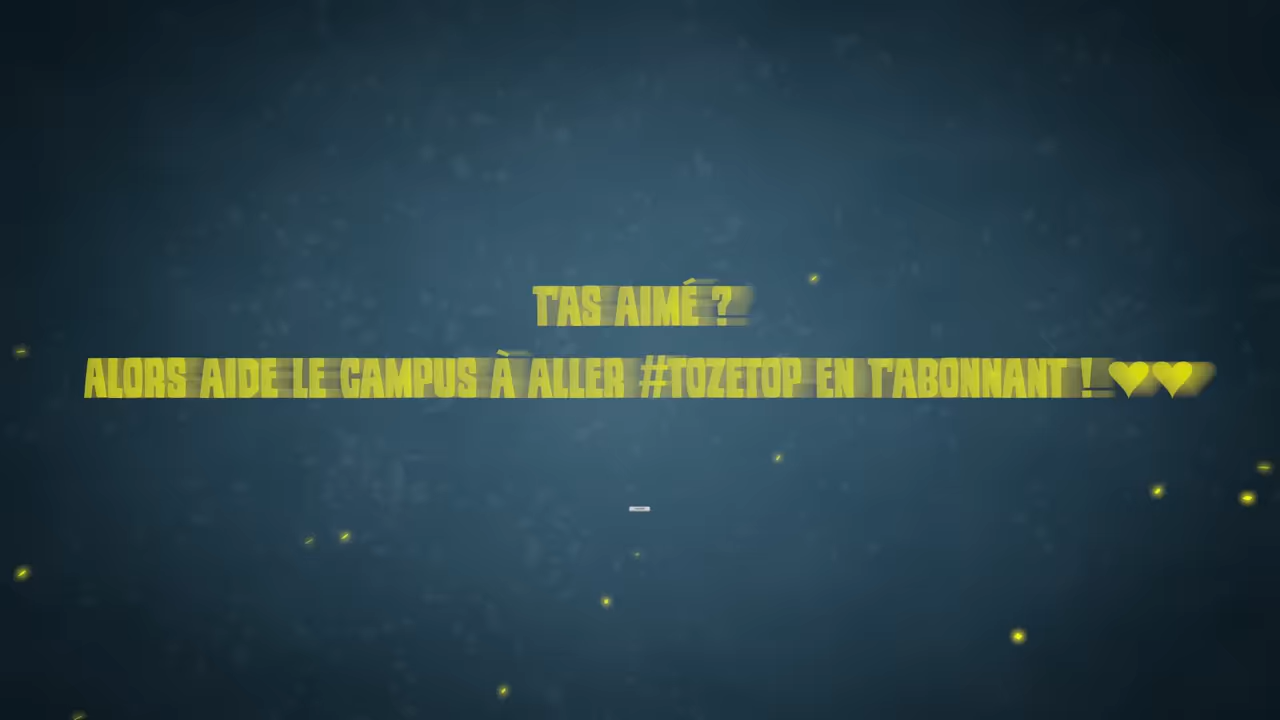 T'AS AIMÉ ?
ALORS AIDE LE CAMPUS À ALLER #TOZETOP EN T'ABONNANT ! ♥♥